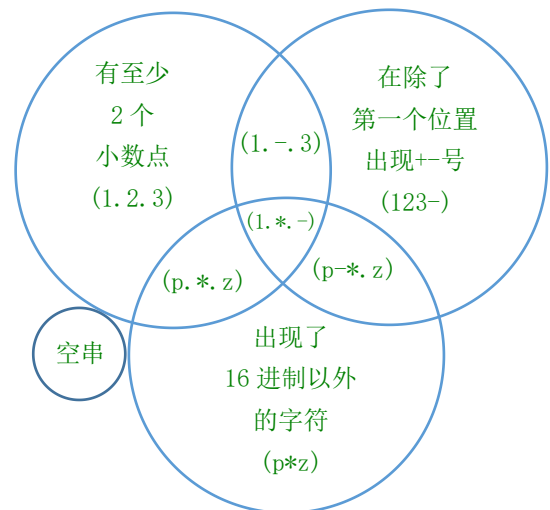 有至少
2 个
小数点
(1.2.3)
在除了
第一个位置
出现+-号
(123-)
(1.-.3)
(1.*.-)
(p.*.z)
(p-*.z)
空串
出现了
16 进制以外
的字符
(p*z)